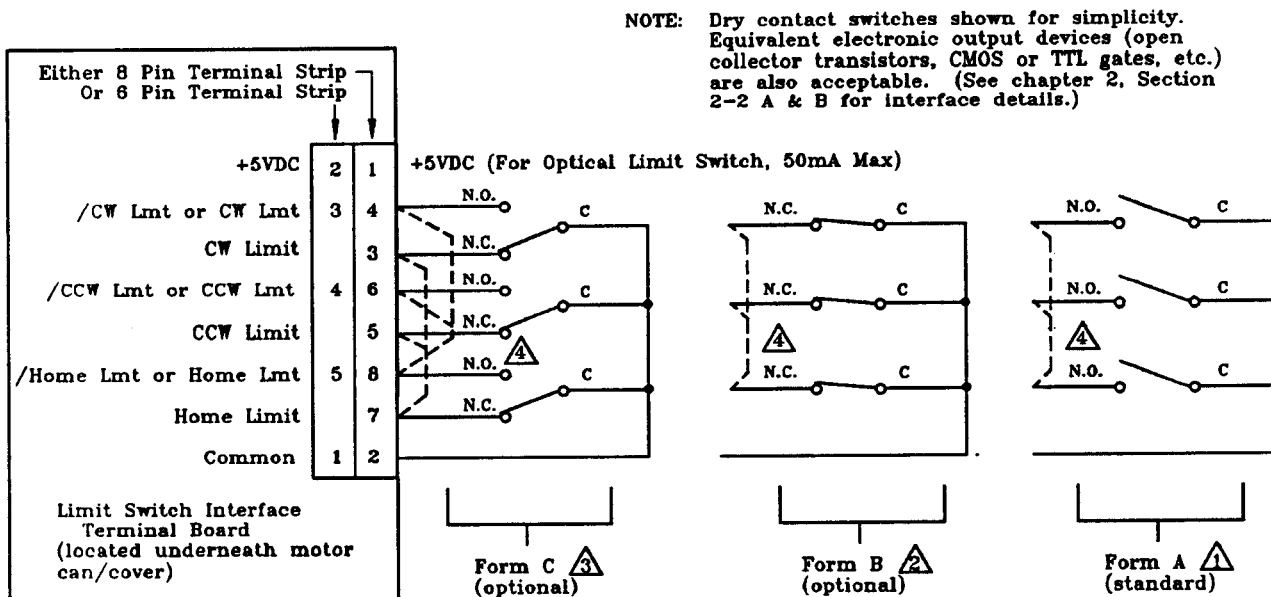 NOTE: Dry contact switches shown for simplicity.
Equivalent electronic output devices (open
collector transistors, CMOS or TTL gates, etc.)
are also acceptable. (See chapter 2, Section
2-2 A & B for interface details.)
Either 8 Pin Terminal Strip
Or 6 Pin Terminal Strip
+5VDC 2 1 +5VDC (For Optical Limit Switch, 50mA Max)
/CW Lmt or CW Lmt 3 4 N.O. C N.C. C N.O. C
CW Limit 3 N.C.
/CCW Lmt or CCW Lmt 4 6 N.O. C N.C. C N.O. C
CCW Limit 5 N.C.
4 4 4
/Home Lmt or Home Lmt 5 8 N.O. C N.C. C N.O. C
Home Limit 7 N.C.
Common 1 2
Limit Switch Interface
Terminal Board
(located underneath motor
can/cover)
Form C 3
(optional)
Form B 2
(optional)
Form A 1
(standard)